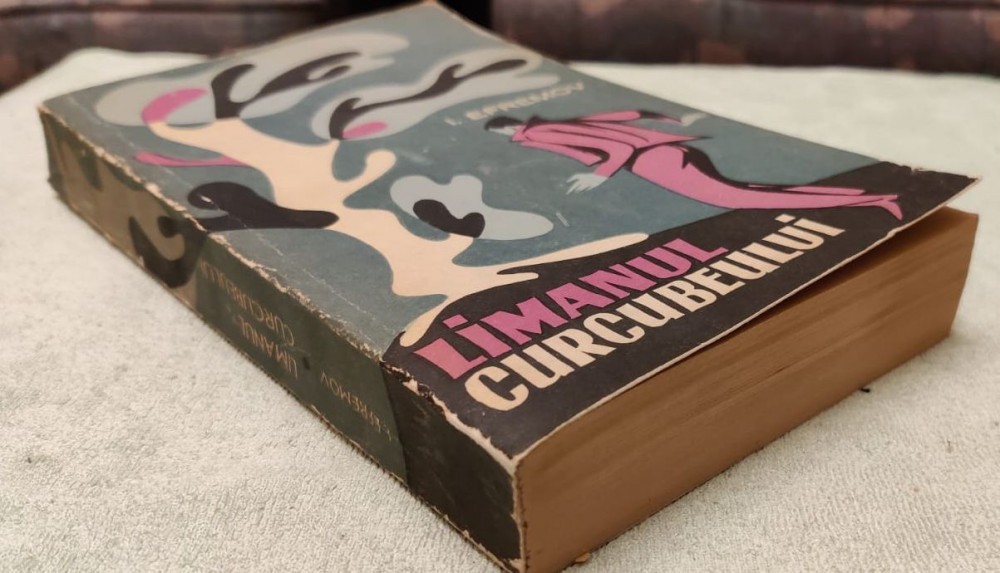 I. EFREMOV
LIMANUL
CURCUBEULUI
I. EFREMOV
LIMANUL
CURCUBEULUI